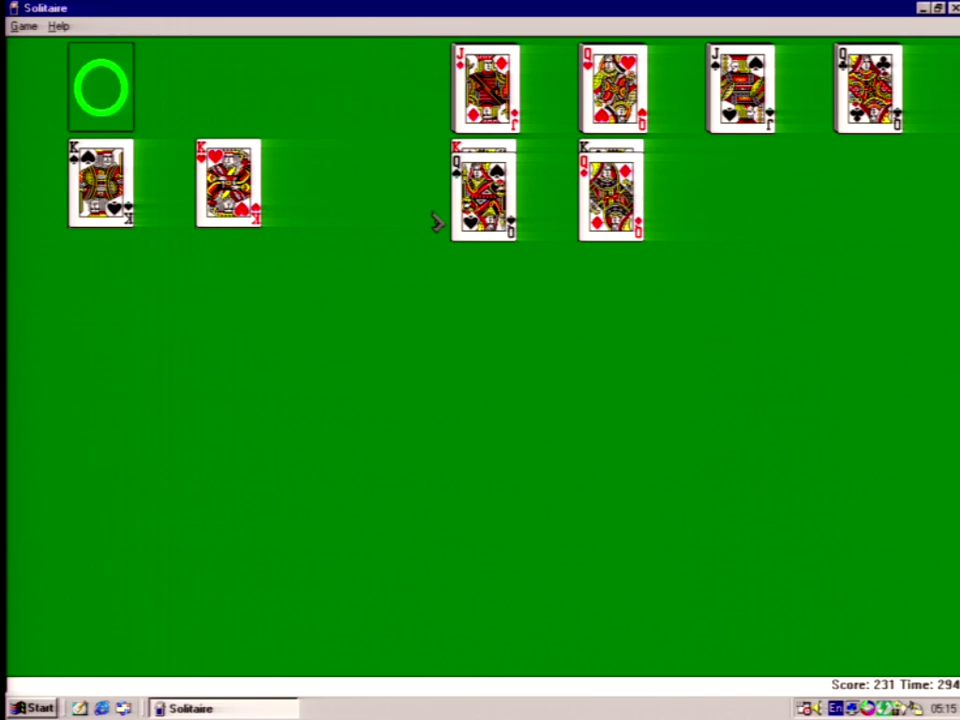 Solitaire
Game Help
J Q J Q
J Q J Q
K K K K
Q Q
K K Q Q
Start Solitaire En 05:15
Score: 231 Time: 294